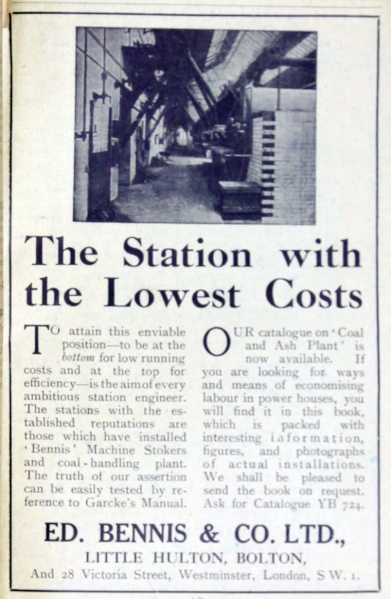 The Station with
the Lowest Costs
TO attain this enviable
position—to be at the
bottom for low running
costs and at the top for
efficiency—is the aim of every
ambitious station engineer.
The stations with the es-
tablished reputations are
those which have installed
'Bennis' Machine Stokers
and coal-handling plant.
The truth of our assertion
can be easily tested by re-
ference to Garcke's Manual.
OUR catalogue on 'Coal
and Ash Plant' is
now available. If
you are looking for ways
and means of economising
labour in power houses, you
will find it in this book,
which is packed with
interesting information,
figures, and photographs
of actual installations.
We shall be pleased to
send the book on request.
Ask for Catalogue YB 724.
ED. BENNIS & CO. LTD.,
LITTLE HULTON, BOLTON,
And 28 Victoria Street, Westminster, London, S W. 1.